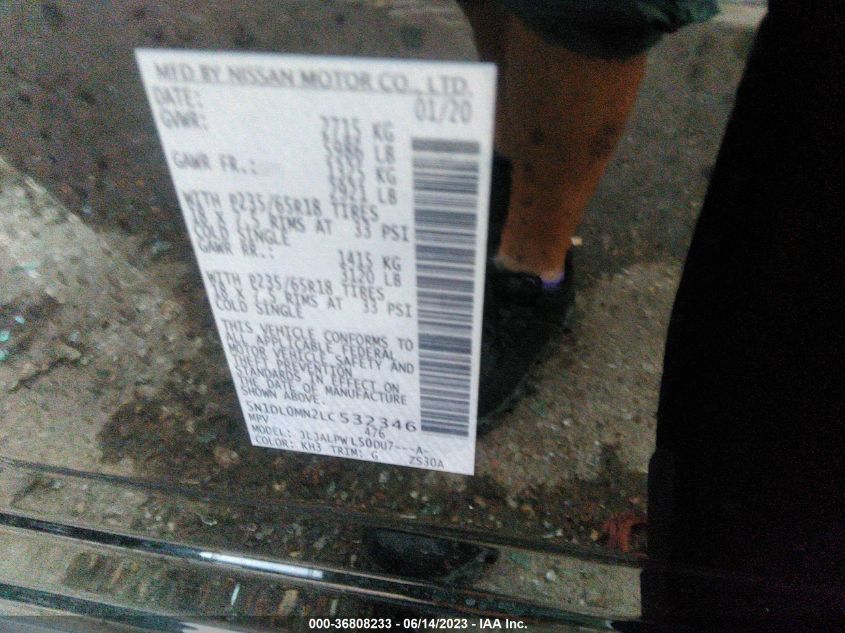 MFD.BY NISSAN MOTOR CO., LTD.
DATE: 01/20
GVWR: 2715 KG
5986 LB
GAWR FR.: 1325 KG
2921 LB
WITH P235/65R18 TIRES
18 X 7.5 RIMS AT 33 PSI
COLD SINGLE
GAWR RR.: 1415 KG
3120 LB
WITH P235/65R18 TIRES
18 X 7.5 RIMS AT 33 PSI
COLD SINGLE
THIS VEHICLE CONFORMS TO
ALL APPLICABLE FEDERAL
MOTOR VEHICLE SAFETY AND
THEFT PREVENTION
STANDARDS IN EFFECT ON
THE DATE OF MANUFACTURE
SHOWN ABOVE.
5N1DL0MN2LC532346
MPV 476
MODEL: JLJALPWL50OU7---A-
COLOR: KH3 TRIM: G 2S30A
000-36808233 - 06/14/2023 - IAA Inc.